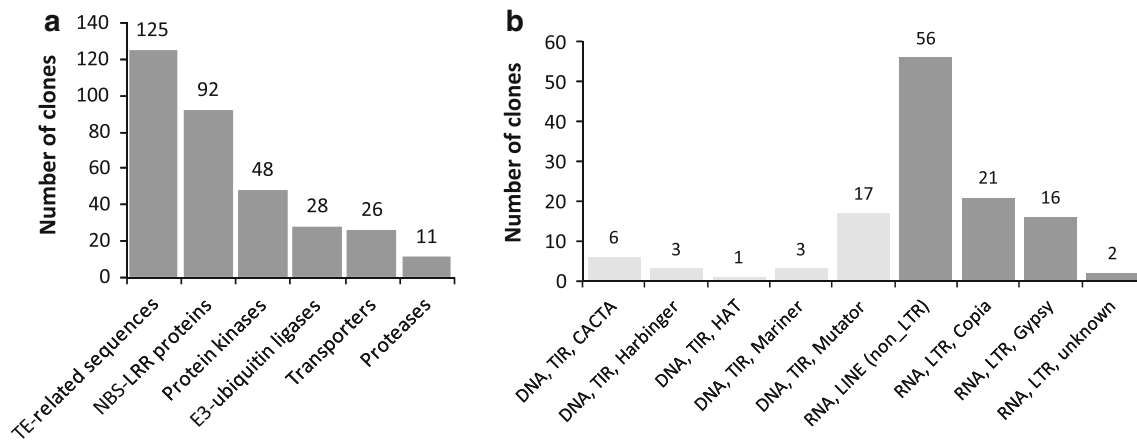 a
Number of clones
140
120
100
80
60
40
20
0
125
92
48
28
26
11
TE-related sequences
NBS-LRR proteins
Protein kinases
E3-ubiquitin ligases
Transporters
Proteases
b
Number of clones
60
50
40
30
20
10
0
6
3
1
3
17
56
21
16
2
DNA, TIR, CACTA
DNA, TIR, Harbinger
DNA, TIR, HAT
DNA, TIR, Mariner
DNA, TIR, Mutator
RNA, LINE (non_LTR)
RNA, LTR, Copia
RNA, LTR, Gypsy
RNA, LTR, unknown